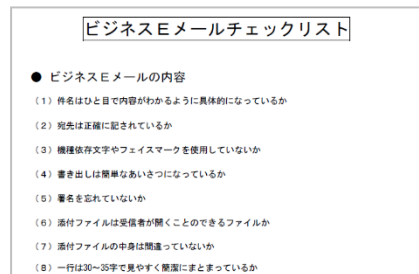 ビジネスＥメールチェックリスト
● ビジネスＥメールの内容
（１）件名はひと目で内容がわかるように具体的になっているか
（２）宛先は正確に記されているか
（３）機種依存文字やフェイスマークを使用していないか
（４）書き出しは簡単なあいさつになっているか
（５）署名を忘れていないか
（６）添付ファイルは受信者が開くことのできるファイルか
（７）添付ファイルの中身は間違っていないか
（８）一行は30～35字で見やすく簡潔にまとまっているか